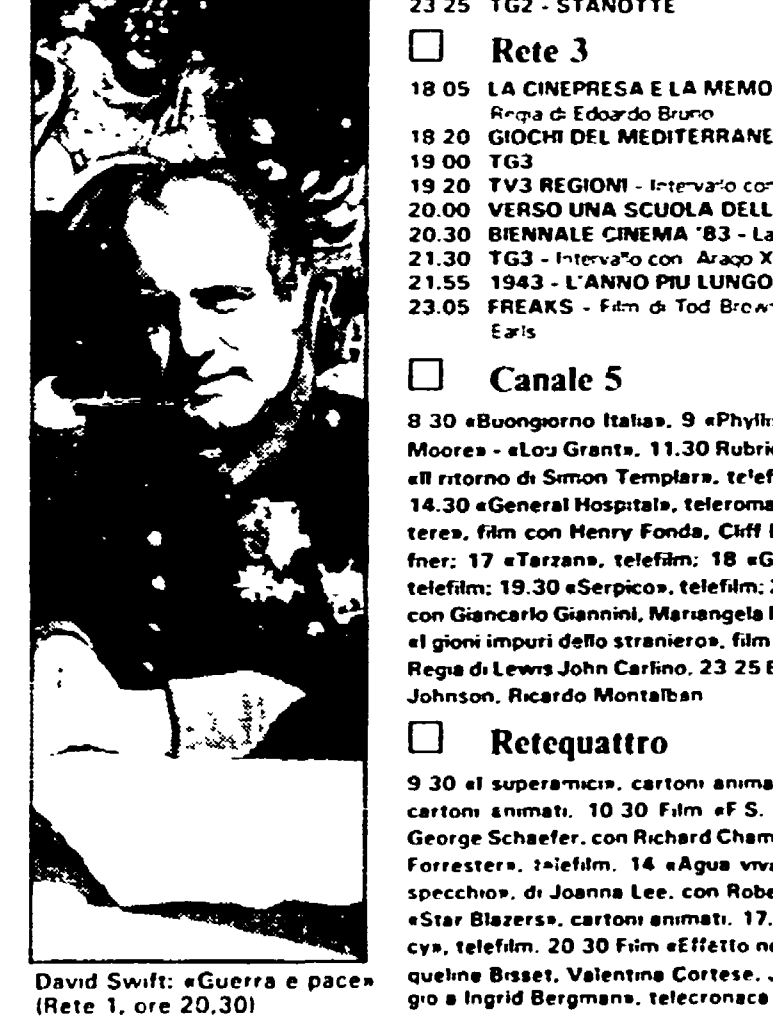 23 25 TG2 - STANOTTE
Rete 3
18 05 LA CINEPRESA E LA MEMO
Regia di Edoardo Bruno
18 20 GIOCHI DEL MEDITERRANE
19 00 TG3
19 20 TV3 REGIONI - Intervallo con
20.00 VERSO UNA SCUOLA DELL
20.30 BIENNALE CINEMA '83 - La
21.30 TG3 - Intervallo con Arago X
21.55 1943 - L'ANNO PIU LUNGO
23.05 FREAKS - Film di Tod Brow
Earls
Canale 5
8 30 «Buongiorno Italia». 9 «Phyllr
Moore» - «Lou Grant». 11.30 Rubric
«Il ritorno di Simon Templar», telef
14.30 «General Hospital», teleroma
tere», film con Henry Fonda, Cliff
fner; 17 «Tarzan», telefilm; 18 «G
telefilm; 19.30 «Serpico», telefilm;
con Giancarlo Giannini, Mariangela
«I gioni impuri dello straniero», film
Regia di Lewis John Carlino. 23 25
Johnson, Ricardo Montalban
Retequattro
9 30 «I superamici», cartoni anima
cartoni animati. 10 30 Film «F S.
George Schaefer, con Richard Cham
Forrester», telefilm. 14 «Agua viva
specchio», di Joanna Lee, con Robe
«Star Blazers», cartoni animati. 17.
cy», telefilm. 20 30 Film «Effetto no
queline Bisset, Valentina Cortese, J
gio a Ingrid Bergman», telecronaca
David Swift: «Guerra e pace»
(Rete 1, ore 20,30)